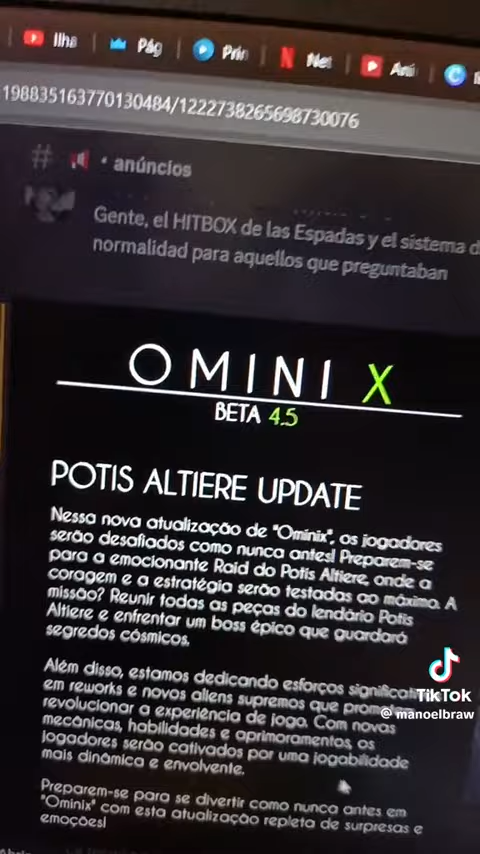 Ilha
Pág
Prin
Net
Ani
198835163770130484/1222738265698730076
# • anúncios
Gente, el HITBOX de las Espadas y el sistema d
normalidad para aquellos que preguntaban
OMINI X
BETA 4.5
POTIS ALTIERE UPDATE
Nessa nova atualização de "Ominix", os jogadores
serão desafiados como nunca antes! Preparem-se
para a emocionante Raid do Potis Altiere, onde a
coragem e a estratégia serão testadas ao máximo. A
missão? Reunir todas as peças do lendário Potis
Altiere e enfrentar um boss épico que guardará
segredos cósmicos.
Além disso, estamos dedicando esforços significat
em reworks e novos aliens supremos que prometem
revolucionar a experiência de jogo. Com novas
mecânicas, habilidades e aprimoramentos, os
jogadores serão cativados por uma jogabilidade
mais dinâmica e envolvente.
Preparem-se para se divertir como nunca antes em
"Ominix" com esta atualização repleta de surpresas e
emoções!
TikTok
@manoelbraw